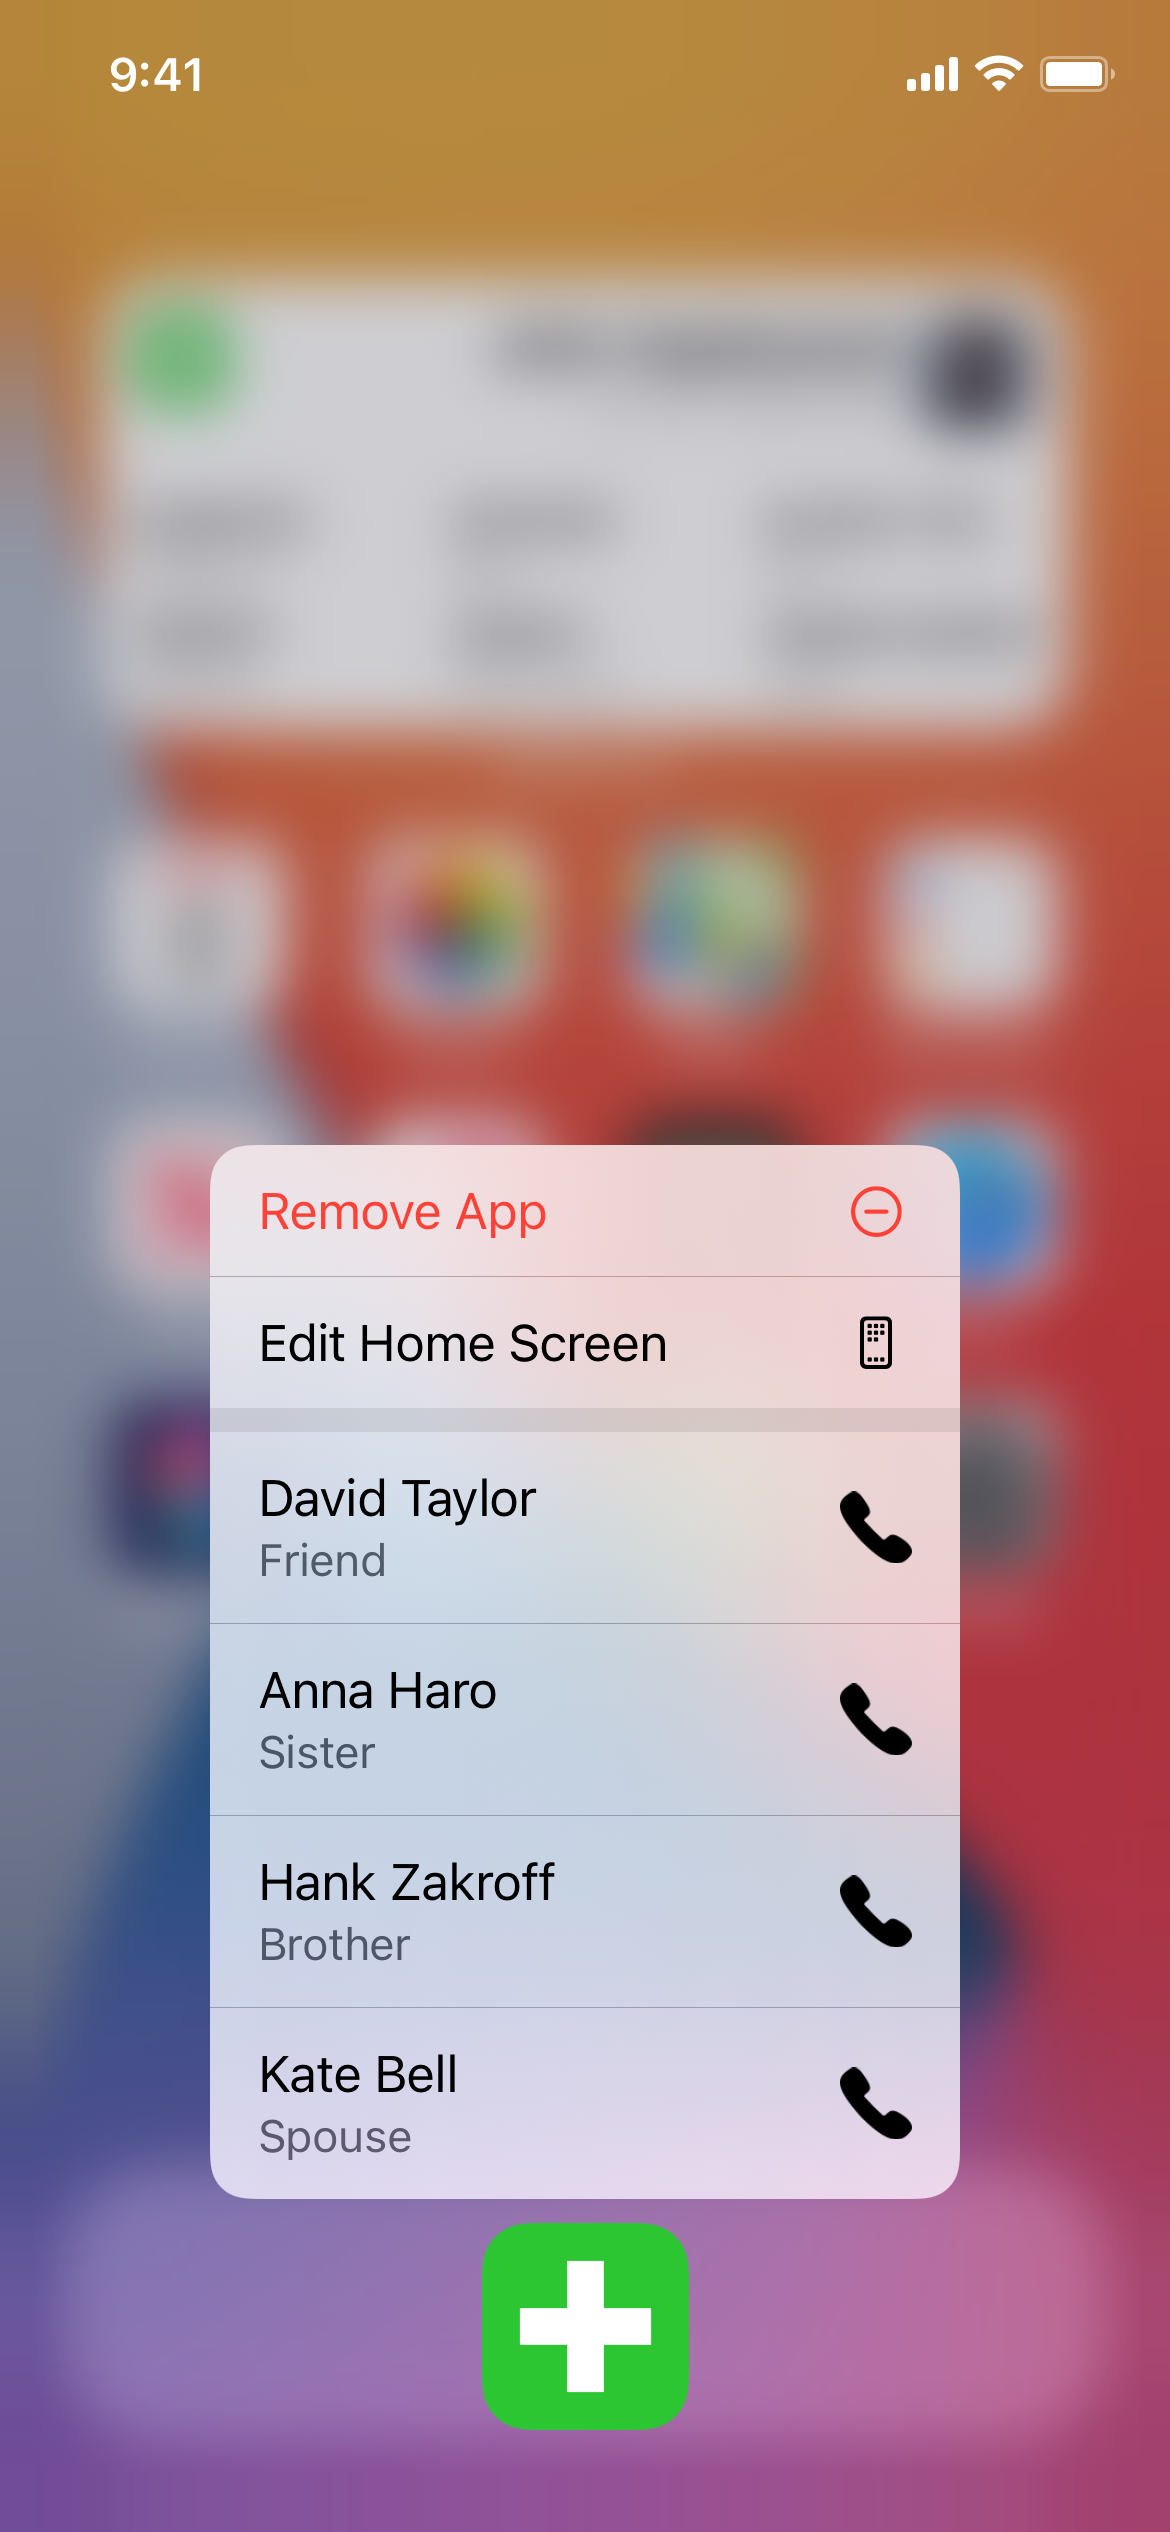 9:41
Remove App
Edit Home Screen
David Taylor
Friend
Anna Haro
Sister
Hank Zakroff
Brother
Kate Bell
Spouse